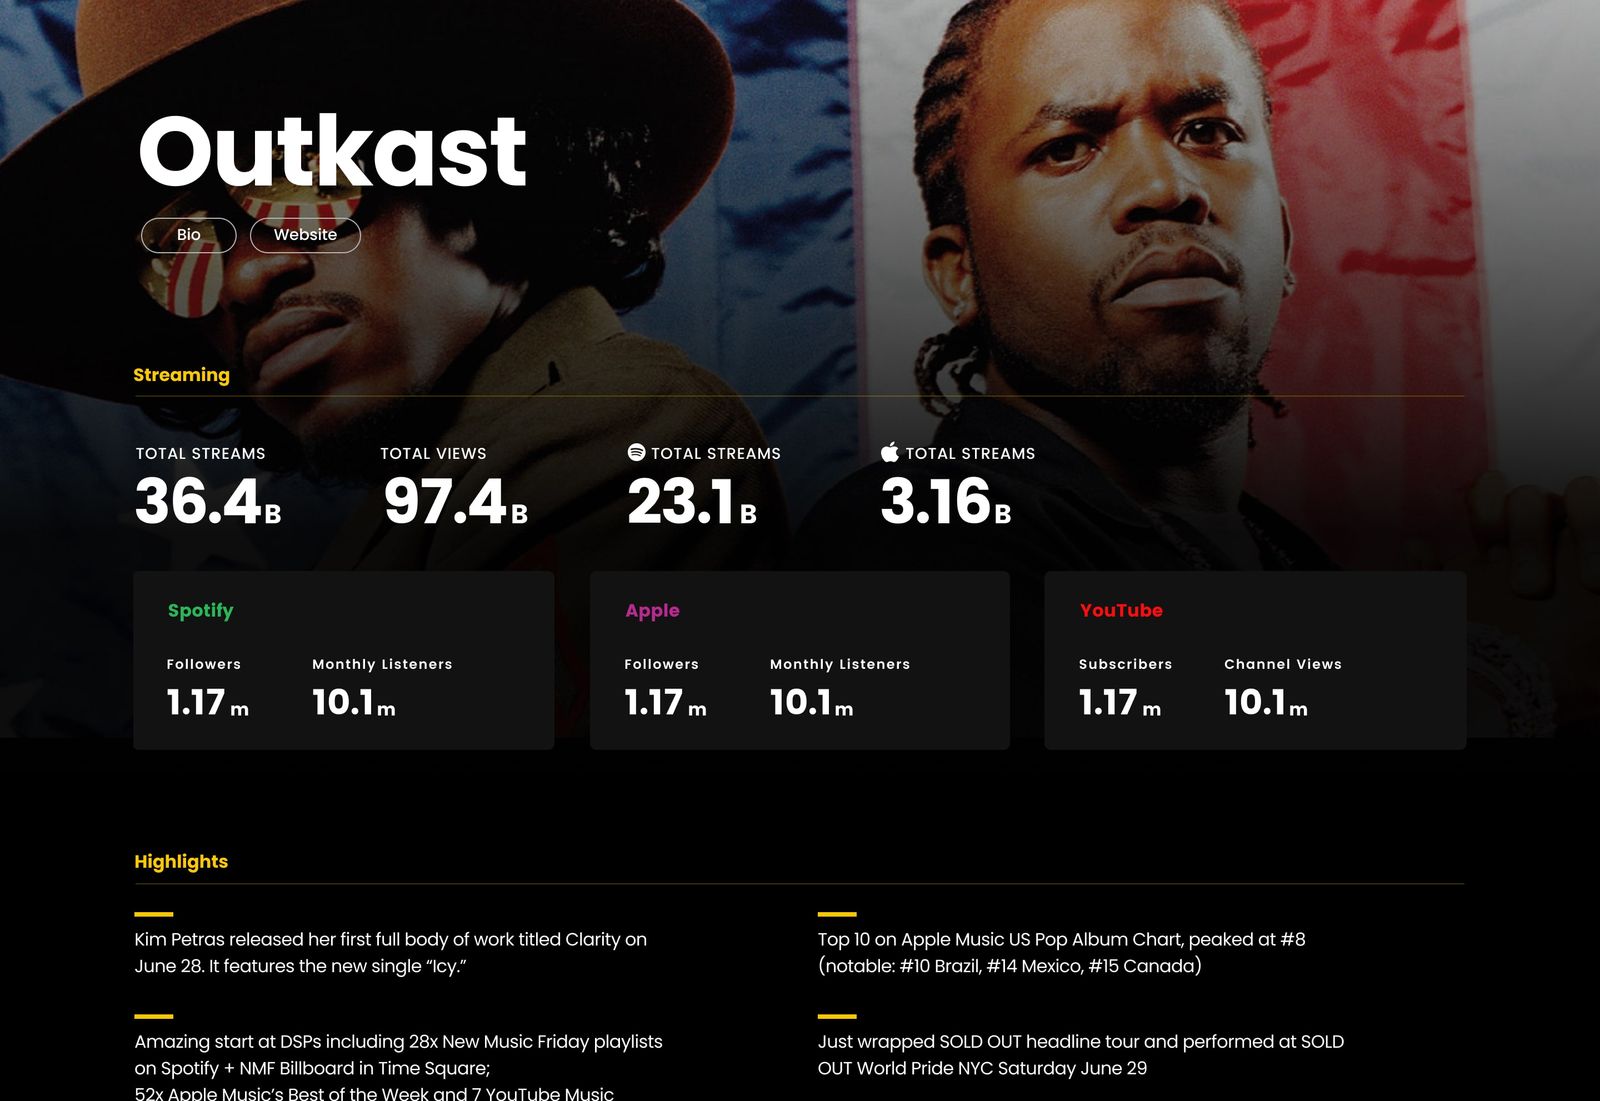 Outkast
Bio
Website
Streaming
TOTAL STREAMS
36.4B
TOTAL VIEWS
97.4B
TOTAL STREAMS
23.1B
TOTAL STREAMS
3.16B
Spotify
Followers
1.17 m
Monthly Listeners
10.1 m
Apple
Followers
1.17 m
Monthly Listeners
10.1 m
YouTube
Subscribers
1.17 m
Channel Views
10.1 m
Highlights
Kim Petras released her first full body of work titled Clarity on
June 28. It features the new single “Icy.”
Top 10 on Apple Music US Pop Album Chart, peaked at #8
(notable: #10 Brazil, #14 Mexico, #15 Canada)
Amazing start at DSPs including 28x New Music Friday playlists
on Spotify + NMF Billboard in Time Square;
52x Apple Music’s Best of the Week and 7 YouTube Music
Just wrapped SOLD OUT headline tour and performed at SOLD
OUT World Pride NYC Saturday June 29